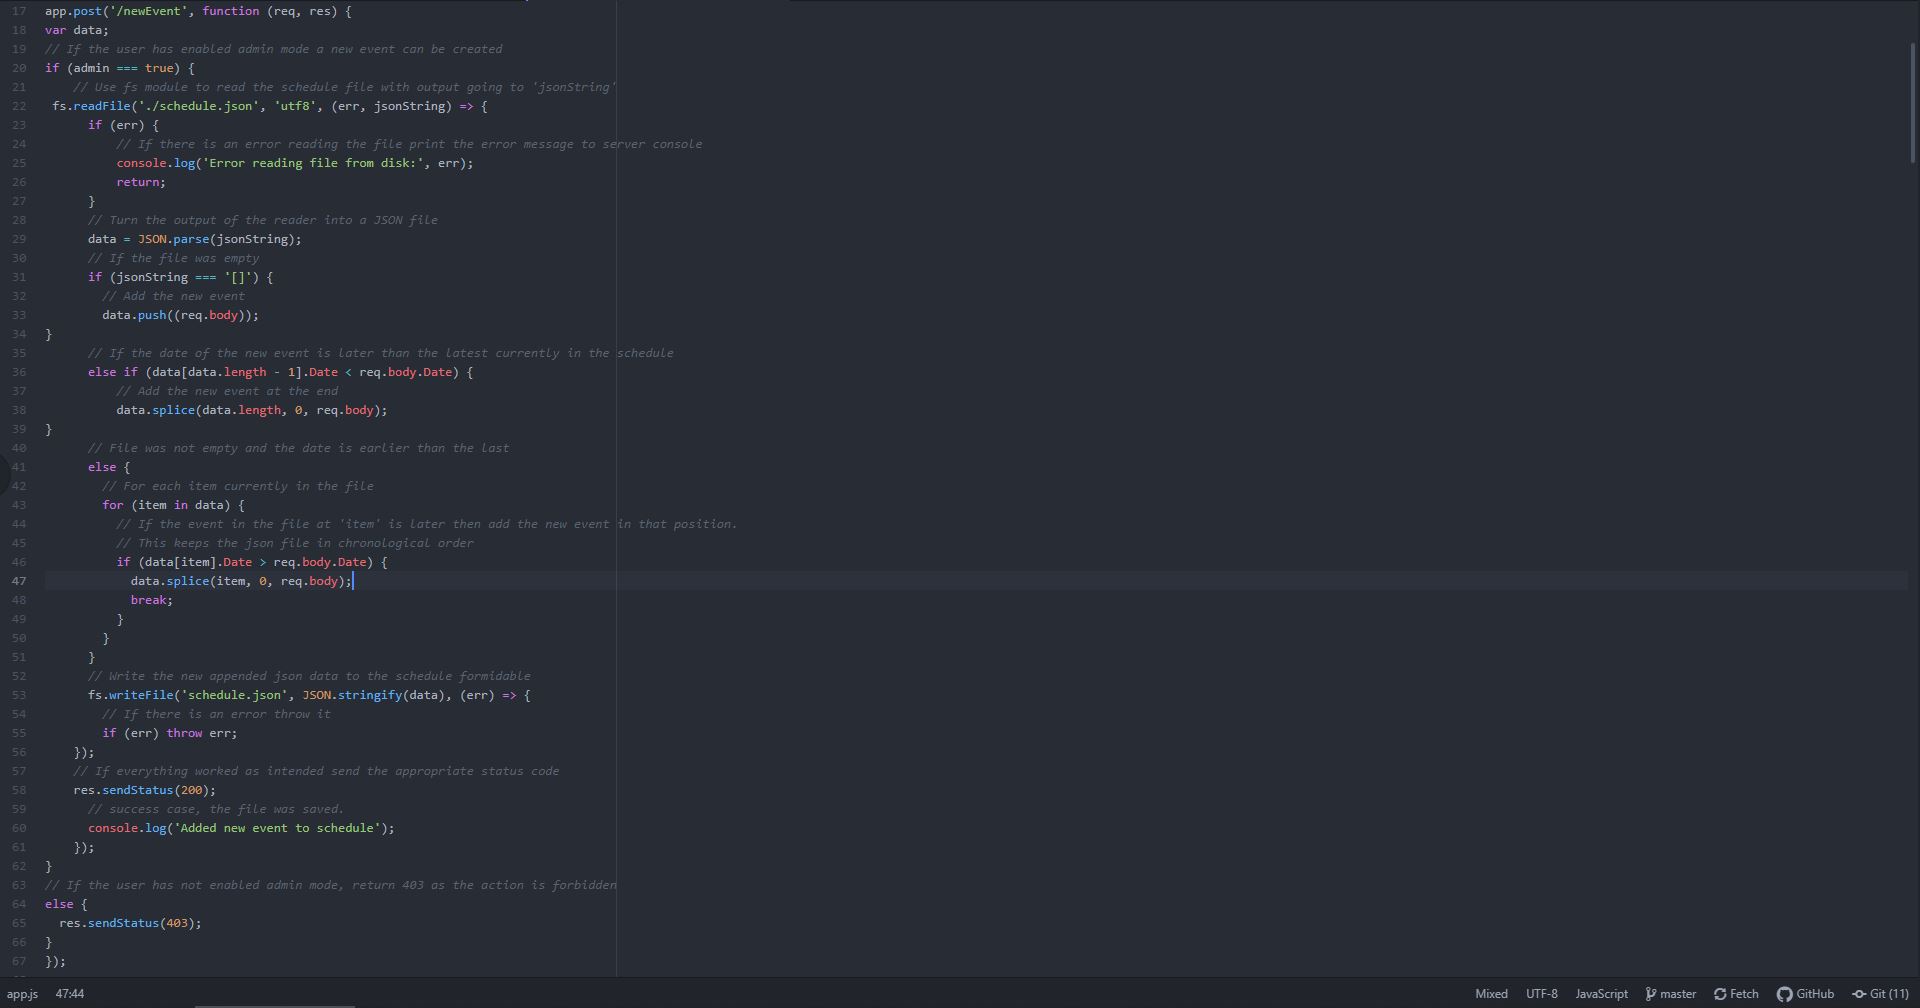 17 app.post('/newEvent', function (req, res) {
18 var data;
19 // If the user has enabled admin mode a new event can be created
20 if (admin === true) {
21 // Use fs module to read the schedule file with output going to 'jsonString'
22 fs.readFile('./schedule.json', 'utf8', (err, jsonString) => {
23 if (err) {
24 // If there is an error reading the file print the error message to server console
25 console.log('Error reading file from disk:', err);
26 return;
27 }
28 // Turn the output of the reader into a JSON file
29 data = JSON.parse(jsonString);
30 // If the file was empty
31 if (jsonString === '[]') {
32 // Add the new event
33 data.push((req.body));
34 }
35 // If the date of the new event is later than the latest currently in the schedule
36 else if (data[data.length - 1].Date < req.body.Date) {
37 // Add the new event at the end
38 data.splice(data.length, 0, req.body);
39 }
40 // File was not empty and the date is earlier than the last
41 else {
42 // For each item currently in the file
43 for (item in data) {
44 // If the event in the file at 'item' is later then add the new event in that position.
45 // This keeps the json file in chronological order
46 if (data[item].Date > req.body.Date) {
47 data.splice(item, 0, req.body);
48 break;
49 }
50 }
51 }
52 // Write the new appended json data to the schedule formidable
53 fs.writeFile('schedule.json', JSON.stringify(data), (err) => {
54 // If there is an error throw it
55 if (err) throw err;
56 });
57 // If everything worked as intended send the appropriate status code
58 res.sendStatus(200);
59 // success case, the file was saved.
60 console.log('Added new event to schedule');
61 });
62 }
63 // If the user has not enabled admin mode, return 403 as the action is forbidden
64 else {
65 res.sendStatus(403);
66 }
67 });
app.js 47:44 Mixed UTF-8 JavaScript master Fetch GitHub Git (11)